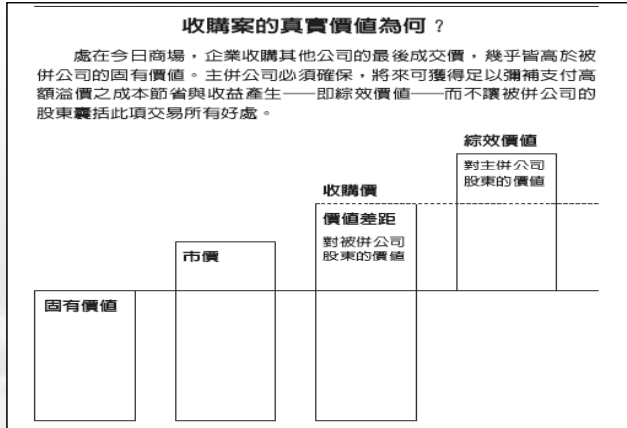 收購案的真實價值為何？
處在今日商場，企業收購其他公司的最後成交價，幾乎皆高於被
併公司的固有價值。主併公司必須確保，將來可獲得足以彌補支付高
額溢價之成本節省與收益產生——即綜效價值——而不讓被併公司的
股東囊括此項交易所有好處。
綜效價值
對主併公司
股東的價值
收購價
價值差距
對被併公司
股東的價值
市價
固有價值